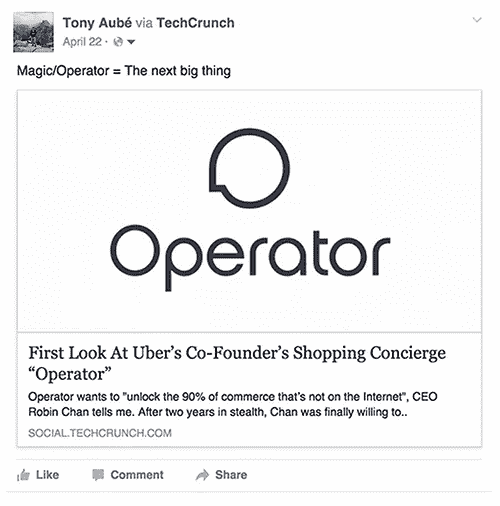 Tony Aubé via TechCrunch
April 22 ·
Magic/Operator = The next big thing
Operator
First Look At Uber’s Co-Founder’s Shopping Concierge
“Operator”
Operator wants to "unlock the 90% of commerce that's not on the Internet", CEO
Robin Chan tells me. After two years in stealth, Chan was finally willing to..
SOCIAL.TECHCRUNCH.COM
Like Comment Share